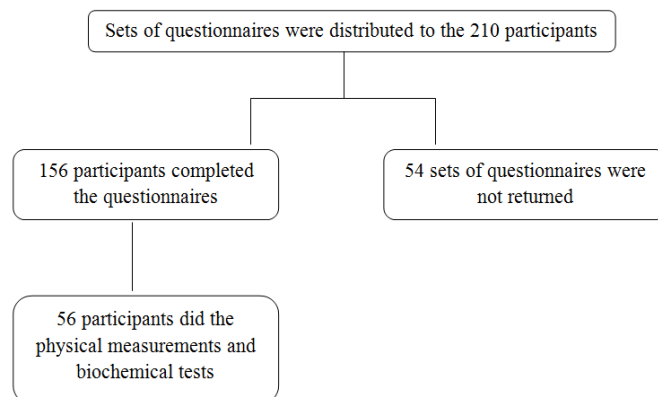 Sets of questionnaires were distributed to the 210 participants
156 participants completed
the questionnaires
54 sets of questionnaires were
not returned
56 participants did the
physical measurements and
biochemical tests